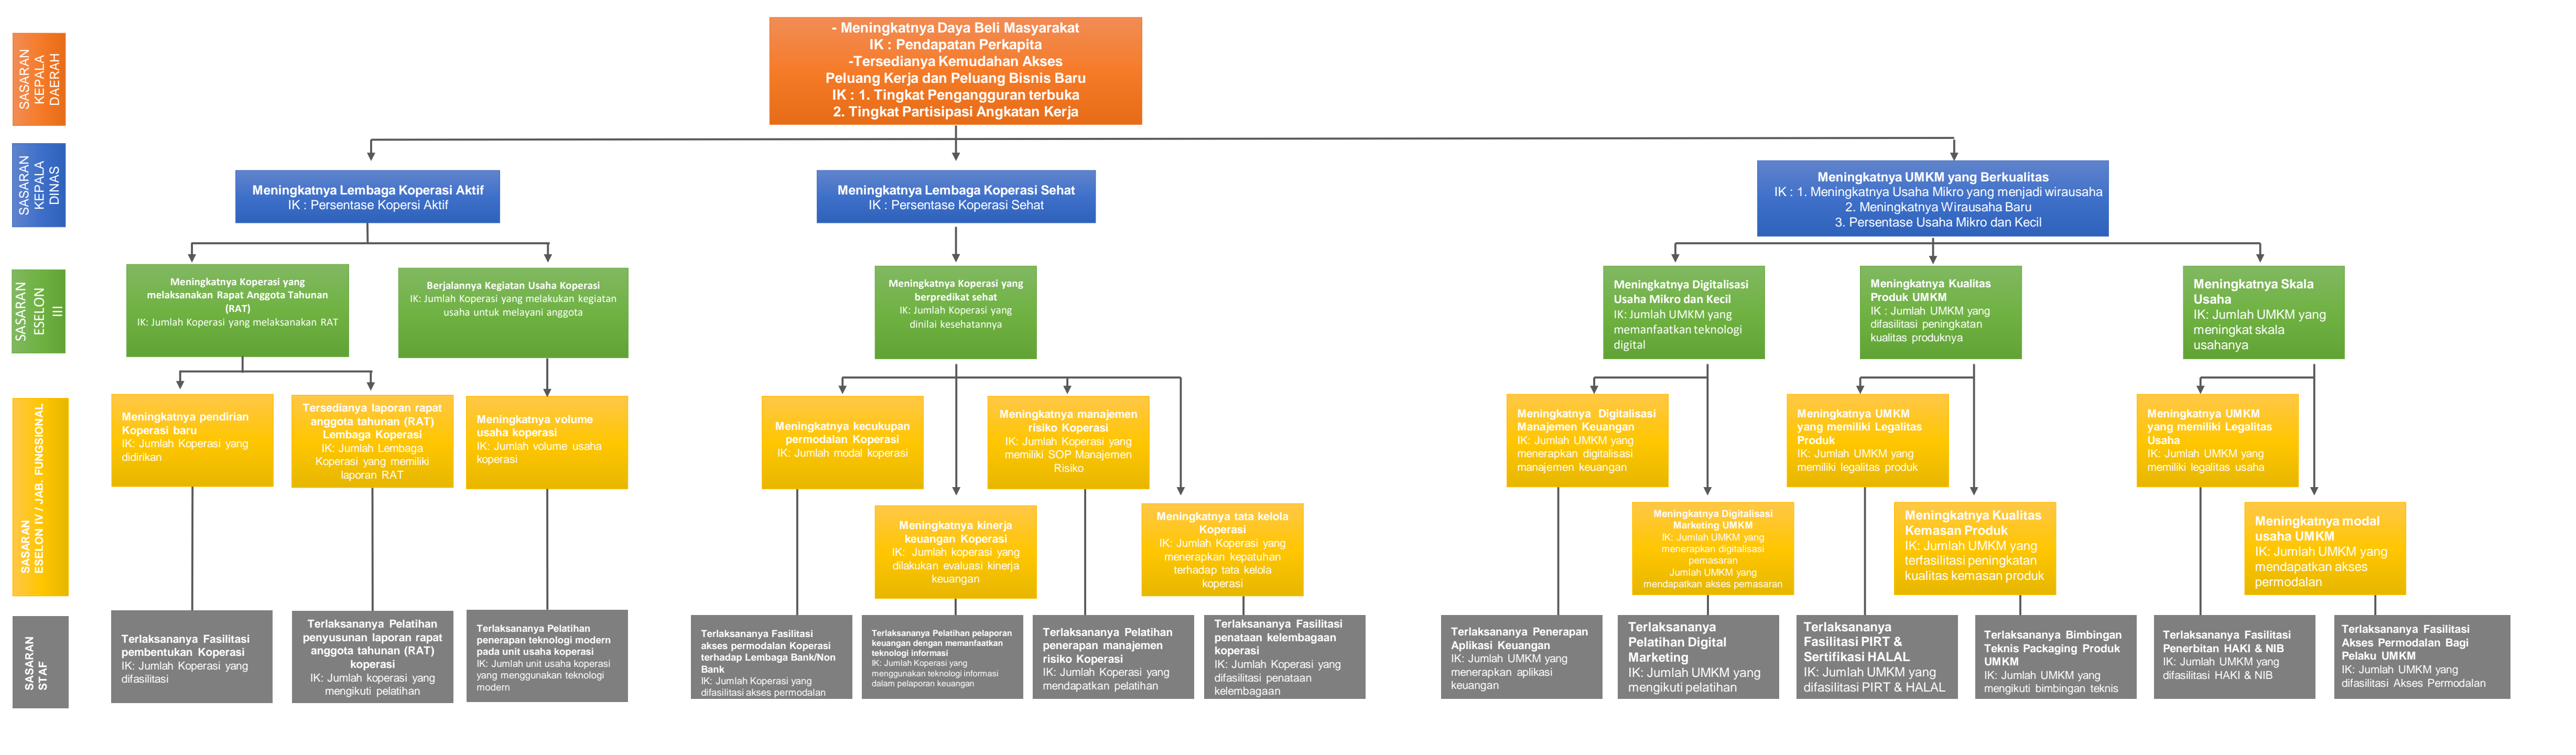 SASARAN
KEPALA
DAERAH
- Meningkatnya Daya Beli Masyarakat
IK : Pendapatan Perkapita
-Tersedianya Kemudahan Akses
Peluang Kerja dan Peluang Bisnis Baru
IK : 1. Tingkat Pengangguran terbuka
2. Tingkat Partisipasi Angkatan Kerja
SASARAN
KEPALA
DINAS
Meningkatnya Lembaga Koperasi Aktif
IK : Persentase Kopersi Aktif
Meningkatnya Lembaga Koperasi Sehat
IK : Persentase Koperasi Sehat
Meningkatnya UMKM yang Berkualitas
IK : 1. Meningkatnya Usaha Mikro yang menjadi wirausaha
2. Meningkatnya Wirausaha Baru
3. Persentase Usaha Mikro dan Kecil
SASARAN
ESELON
III
Meningkatnya Koperasi yang
melaksanakan Rapat Anggota Tahunan
(RAT)
IK: Jumlah Koperasi yang melaksanakan RAT
Berjalannya Kegiatan Usaha Koperasi
IK: Jumlah Koperasi yang melakukan kegiatan
usaha untuk melayani anggota
Meningkatnya Koperasi yang
berpredikat sehat
IK: Jumlah Koperasi yang
dinilai kesehatannya
Meningkatnya Digitalisasi
Usaha Mikro dan Kecil
IK: Jumlah UMKM yang
memanfaatkan teknologi
digital
Meningkatnya Kualitas
Produk UMKM
IK : Jumlah UMKM yang
difasilitasi peningkatan
kualitas produknya
Meningkatnya Skala
Usaha
IK: Jumlah UMKM yang
meningkat skala
usahanya
SASARAN
ESELON IV / JAB. FUNGSIONAL
Meningkatnya pendirian
Koperasi baru
IK: Jumlah Koperasi yang
didirikan
Tersedianya laporan rapat
anggota tahunan (RAT)
Lembaga Koperasi
IK: Jumlah Lembaga
Koperasi yang memiliki
laporan RAT
Meningkatnya volume
usaha koperasi
IK: Jumlah volume usaha
koperasi
Meningkatnya kecukupan
permodalan Koperasi
IK: Jumlah modal koperasi
Meningkatnya manajemen
risiko Koperasi
IK: Jumlah Koperasi yang
memiliki SOP Manajemen
Risiko
Meningkatnya Digitalisasi
Manajemen Keuangan
IK: Jumlah UMKM yang
menerapkan digitalisasi
manajemen keuangan
Meningkatnya UMKM
yang memiliki Legalitas
Produk
IK: Jumlah UMKM yang
memiliki legalitas produk
Meningkatnya UMKM
yang memiliki Legalitas
Usaha
IK: Jumlah UMKM yang
memiliki legalitas usaha
Meningkatnya kinerja
keuangan Koperasi
IK: Jumlah koperasi yang
dilakukan evaluasi kinerja
keuangan
Meningkatnya tata kelola
Koperasi
IK: Jumlah Koperasi yang
menerapkan kepatuhan
terhadap tata kelola
koperasi
Meningkatnya Digitalisasi
Marketing UMKM
IK: Jumlah UMKM yang
menerapkan digitalisasi
pemasaran
Jumlah UMKM yang
mendapatkan akses pemasaran
Meningkatnya Kualitas
Kemasan Produk
IK: Jumlah UMKM yang
terfasilitasi peningkatan
kualitas kemasan produk
Meningkatnya modal
usaha UMKM
IK: Jumlah UMKM yang
mendapatkan akses
permodalan
SASARAN
STAF
Terlaksananya Fasilitasi
pembentukan Koperasi
IK: Jumlah Koperasi yang
difasilitasi
Terlaksananya Pelatihan
penyusunan laporan rapat
anggota tahunan (RAT)
koperasi
IK: Jumlah koperasi yang
mengikuti pelatihan
Terlaksananya Pelatihan
penerapan teknologi modern
pada unit usaha koperasi
IK: Jumlah unit usaha koperasi
yang menggunakan teknologi
modern
Terlaksananya Fasilitasi
akses permodalan Koperasi
terhadap Lembaga Bank/Non
Bank
IK: Jumlah Koperasi yang
difasilitasi akses permodalan
Terlaksananya Pelatihan pelaporan
keuangan dengan memanfaatkan
teknologi informasi
IK: Jumlah Koperasi yang
menggunakan teknologi informasi
dalam pelaporan keuangan
Terlaksananya Pelatihan
penerapan manajemen
risiko Koperasi
IK: Jumlah Koperasi yang
mendapatkan pelatihan
Terlaksananya Fasilitasi
penataan kelembagaan
koperasi
IK: Jumlah Koperasi yang
difasilitasi penataan
kelembagaan
Terlaksananya Penerapan
Aplikasi Keuangan
IK: Jumlah UMKM yang
menerapkan aplikasi
keuangan
Terlaksananya
Pelatihan Digital
Marketing
IK: Jumlah UMKM yang
mengikuti pelatihan
Terlaksananya
Fasilitasi PIRT &
Sertifikasi HALAL
IK: Jumlah UMKM yang
difasilitasi PIRT & HALAL
Terlaksananya Bimbingan
Teknis Packaging Produk
UMKM
IK: Jumlah UMKM yang
mengikuti bimbingan teknis
Terlaksananya Fasilitasi
Penerbitan HAKI & NIB
IK: Jumlah UMKM yang
difasilitasi HAKI & NIB
Terlaksananya Fasilitasi
Akses Permodalan Bagi
Pelaku UMKM
IK: Jumlah UMKM yang
difasilitasi Akses Permodalan